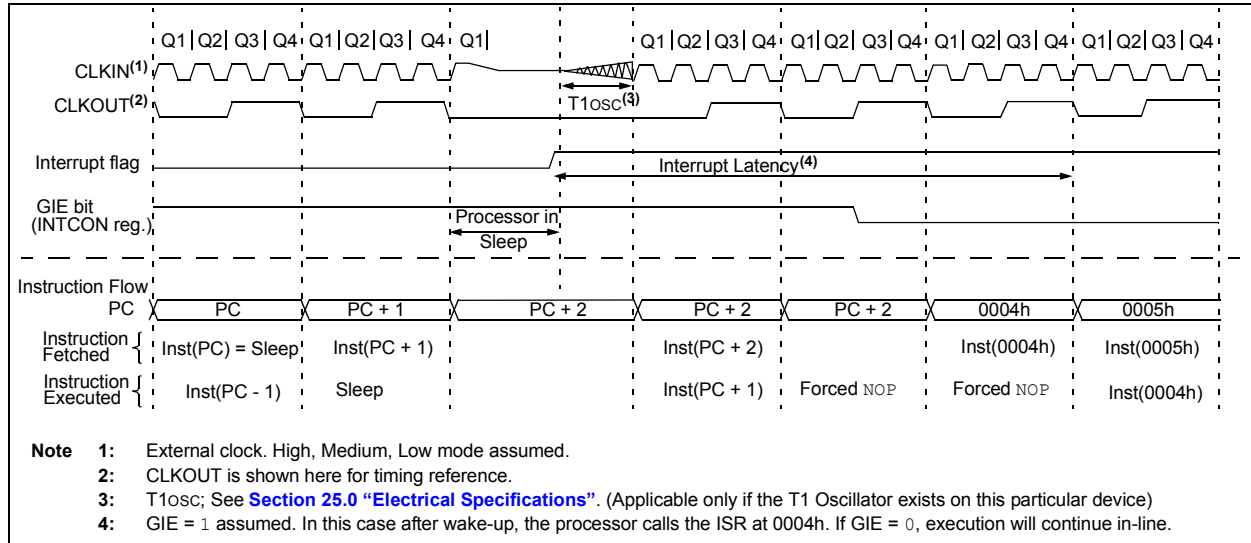 Q1 Q2 Q3 Q4 Q1 Q2 Q3 Q4 Q1 Q1 Q2 Q3 Q4 Q1 Q2 Q3 Q4 Q1 Q2 Q3 Q4 Q1 Q2 Q3 Q4
CLKIN(1)
T1OSC(3)
CLKOUT(2)
Interrupt flag
Interrupt Latency(4)
GIE bit
(INTCON reg.)
Processor in
Sleep
Instruction Flow
PC PC PC + 1 PC + 2 PC + 2 PC + 2 0004h 0005h
Instruction
Fetched
Inst(PC) = Sleep Inst(PC + 1) Inst(PC + 2) Inst(0004h) Inst(0005h)
Instruction
Executed
Inst(PC - 1) Sleep Inst(PC + 1) Forced NOP Forced NOP Inst(0004h)
Note 1: External clock. High, Medium, Low mode assumed.
2: CLKOUT is shown here for timing reference.
3: T1OSC; See Section 25.0 “Electrical Specifications”. (Applicable only if the T1 Oscillator exists on this particular device)
4: GIE = 1 assumed. In this case after wake-up, the processor calls the ISR at 0004h. If GIE = 0, execution will continue in-line.